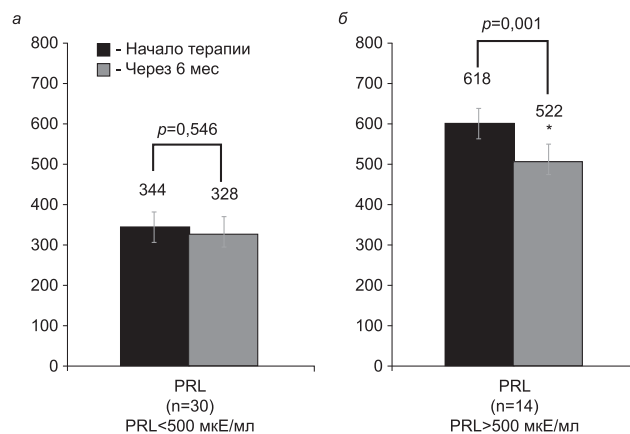 а
800
700
600
500
400
300
200
100
0
- Начало терапии
- Через 6 мес
p=0,546
344
328
PRL
(n=30)
PRL<500 мкЕ/мл
б
800
700
600
500
400
300
200
100
0
p=0,001
618
522
*
PRL
(n=14)
PRL>500 мкЕ/мл